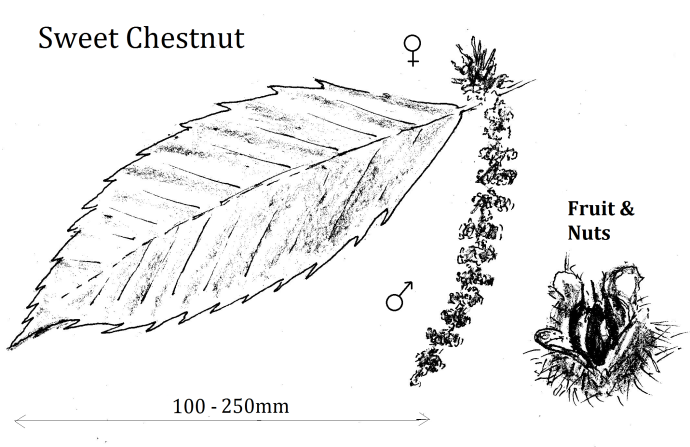 Sweet Chestnut
♀
Fruit &
Nuts
♂
100 - 250mm